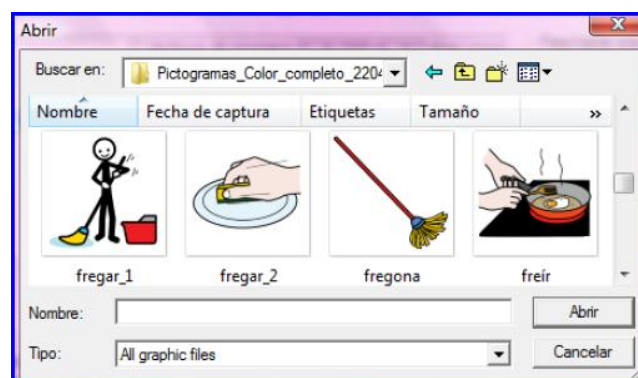 Abrir
Buscar en: Pictogramas_Color_completo_2204
Nombre Fecha de captura Etiquetas Tamaño »
fregar_1 fregar_2 fregona freír
Nombre: Abrir
Tipo: All graphic files Cancelar